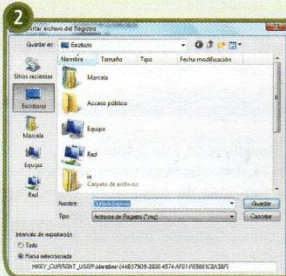 2
Exportar archivo del Registro
Guardar en: Escritorio
Nombre Tamaño Tipo Fecha modificación
Sitios recientes
Escritorio
Marcela
Equipo
Red
Marcela
Acceso público
Equipo
Red
ie
Carpeta de archivos
Nombre:
Guardar
Tipo: Archivos de Registro (*.reg)
Cancelar
Intervalo de exportación
Todo
Rama seleccionada